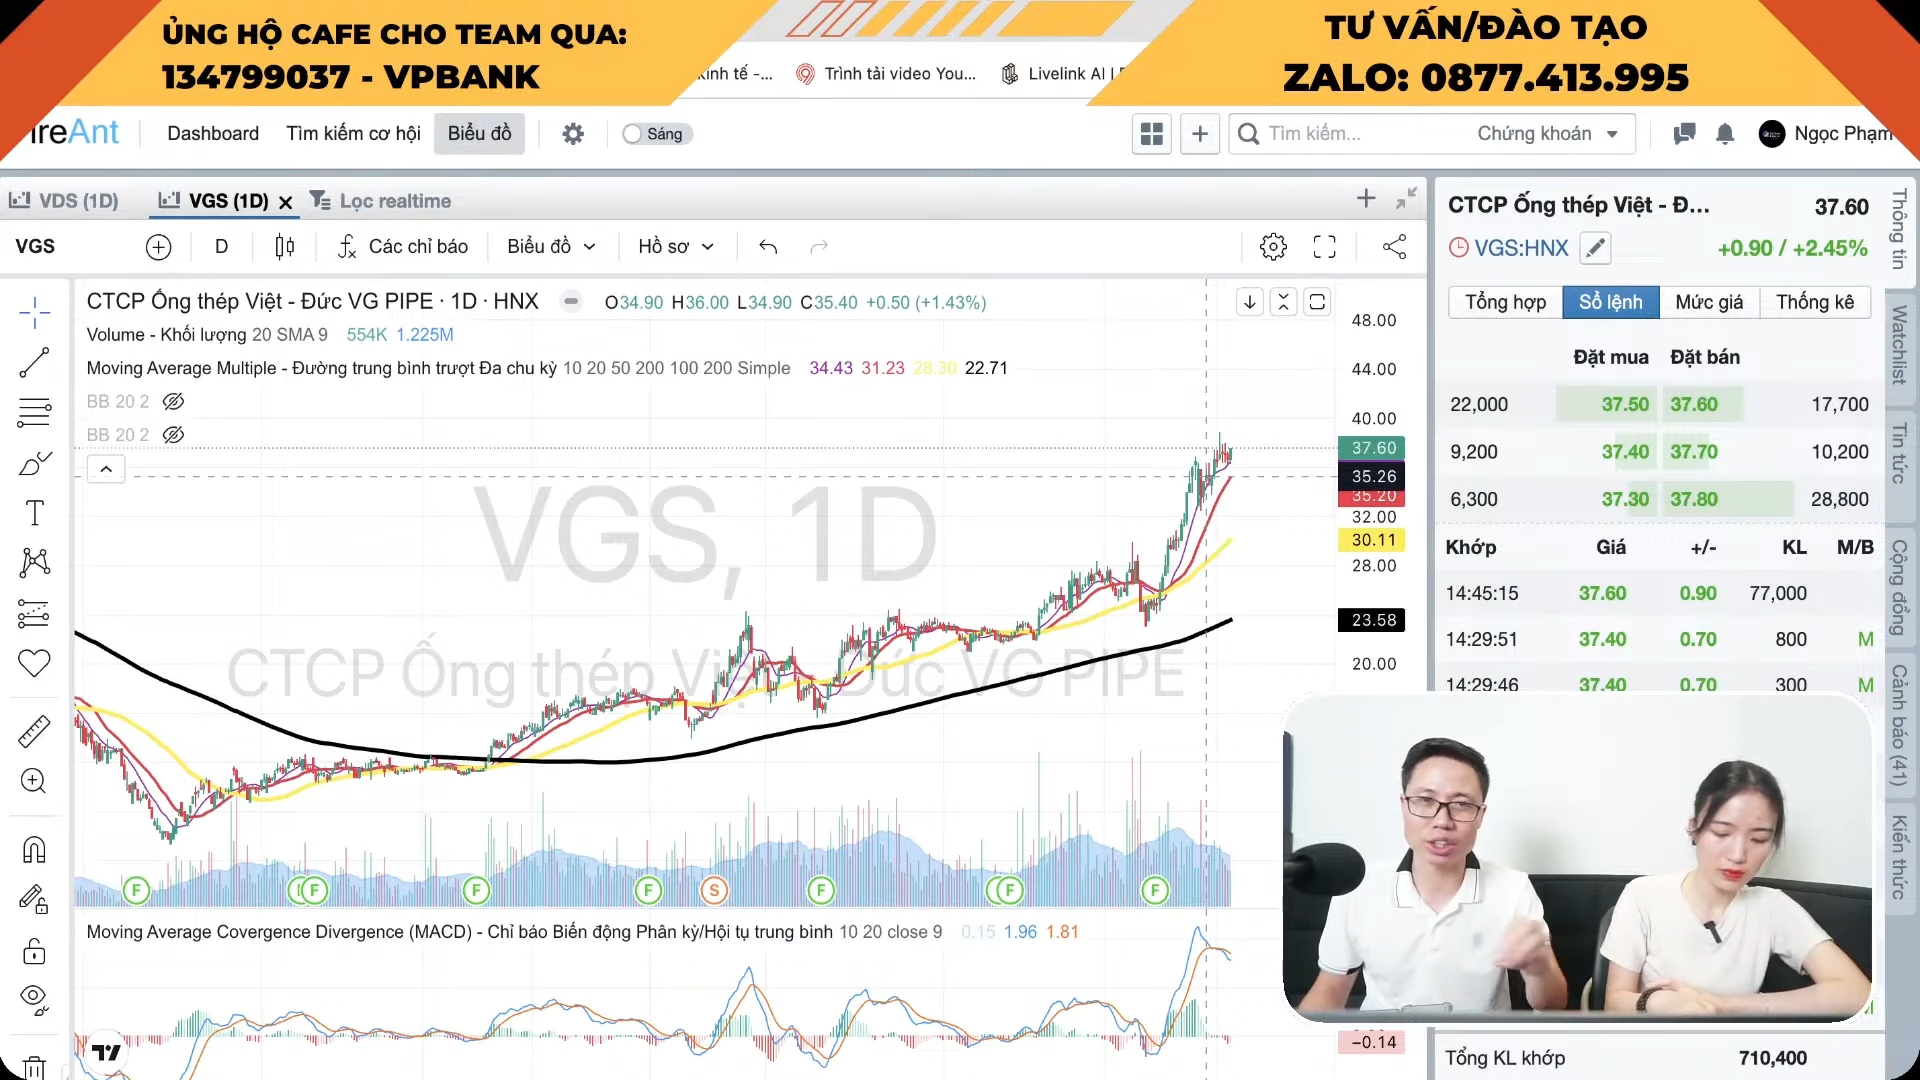 ỦNG HỘ CAFE CHO TEAM QUA:
134799037 - VPBANK
TƯ VẤN/ĐÀO TẠO
ZALO: 0877.413.995
kinh tế -...
Trình tải video You...
Livelink AI
ireAnt
Dashboard
Tìm kiếm cơ hội
Biểu đồ
Sáng
Tìm kiếm...
Chứng khoán
Ngọc Phạm
VDS (1D)
VGS (1D)
Lọc realtime
VGS
D
Các chỉ báo
Biểu đồ
Hồ sơ
CTCP Ống thép Việt - Đức VG PIPE · 1D · HNX
O34.90 H36.00 L34.90 C35.40 +0.50 (+1.43%)
Volume - Khối lượng 20 SMA 9 554K 1.225M
Moving Average Multiple - Đường trung bình trượt Đa chu kỳ 10 20 50 200 100 200 Simple 34.43 31.23 28.30 22.71
BB 20 2
BB 20 2
VGS, 1D
CTCP Ống thép Việt - Đức VG PIPE
48.00
44.00
40.00
37.60
35.26
35.20
32.00
30.11
28.00
23.58
20.00
F
F
F
F
S
F
F
F
Moving Average Covergence Divergence (MACD) - Chỉ báo Biến động Phân kỳ/Hội tụ trung bình 10 20 close 9 0.15 1.96 1.81
−0.14
CTCP Ống thép Việt - Đ...
37.60
VGS:HNX
+0.90 / +2.45%
Tổng hợp
Sổ lệnh
Mức giá
Thống kê
Đặt mua Đặt bán
22,000 37.50 37.60 17,700
9,200 37.40 37.70 10,200
6,300 37.30 37.80 28,800
Khớp Giá +/- KL M/B
14:45:15 37.60 0.90 77,000
14:29:51 37.40 0.70 800 M
14:29:46 37.40 0.70 300 M
Tổng KL khớp 710,400
Thông tin
Watchlist
Tin tức
Cộng đồng
Cảnh báo (41)
Kiến thức